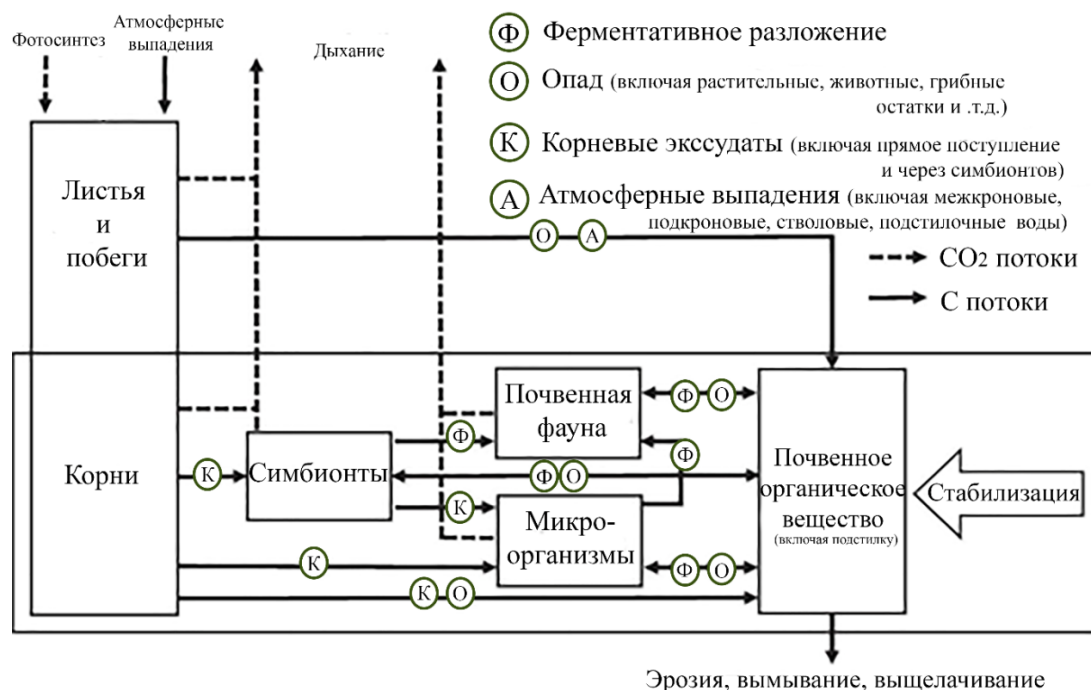 Фотосинтез
Атмосферные
выпадения
Дыхание
Ф Ферментативное разложение
О Опад (включая растительные, животные, грибные
остатки и .т.д.)
К Корневые экссудаты (включая прямое поступление
и через симбионтов)
А Атмосферные выпадения (включая межкроновые,
подкроновые, стволовые, подстилочные воды)
CO2 потоки
С потоки
Листья
и
побеги
О А
Почвенная
фауна
Ф О
Ф
Ф
Корни
К
Симбионты
Ф О
К
Микро-
организмы
Ф О
К
К О
Почвенное
органическое
вещество
(включая подстилку)
Стабилизация
Эрозия, вымывание, выщелачивание